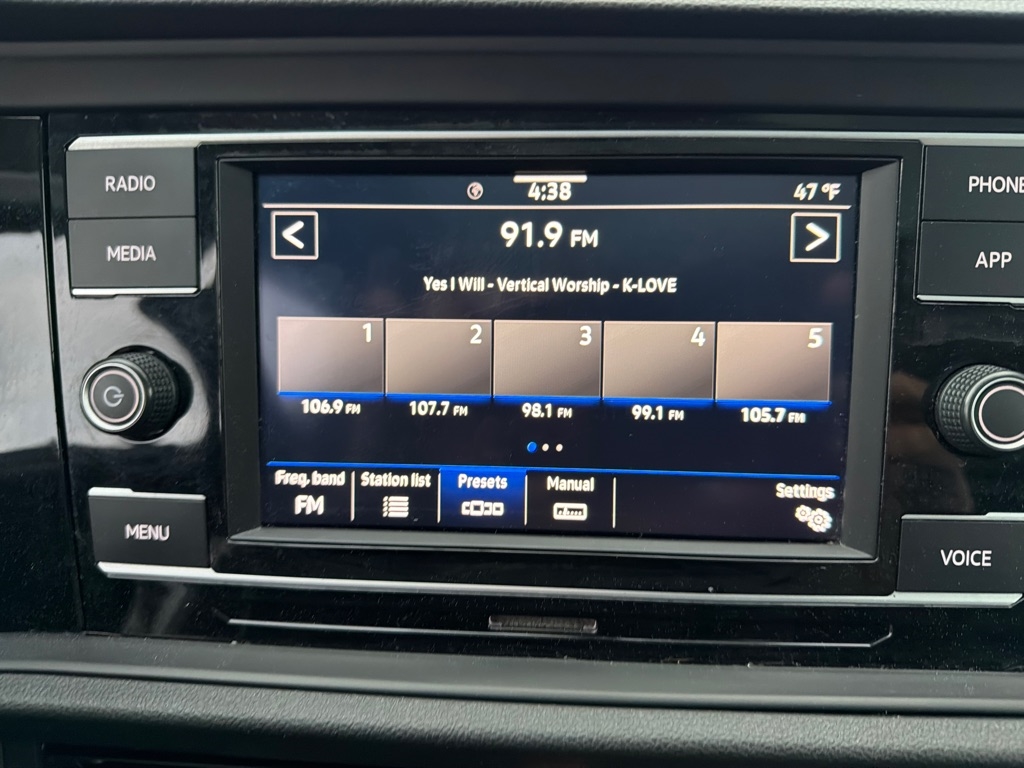 RADIO
MEDIA
MENU
4:38
47 °F
<
91.9 FM
>
Yes I Will - Vertical Worship - K-LOVE
1 2 3 4 5
106.9 FM 107.7 FM 98.1 FM 99.1 FM 105.7 FM
Freq. band Station list Presets Manual Settings
FM
PHONE
APP
VOICE